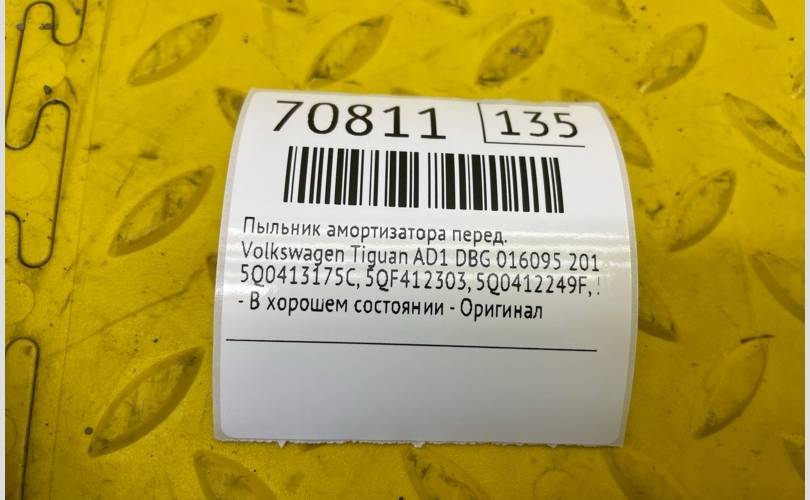 70811 135
Пыльник амортизатора перед.
Volkswagen Tiguan AD1 DBG 016095 201
5Q0413175C, 5QF412303, 5Q0412249F,
- В хорошем состоянии - Оригинал